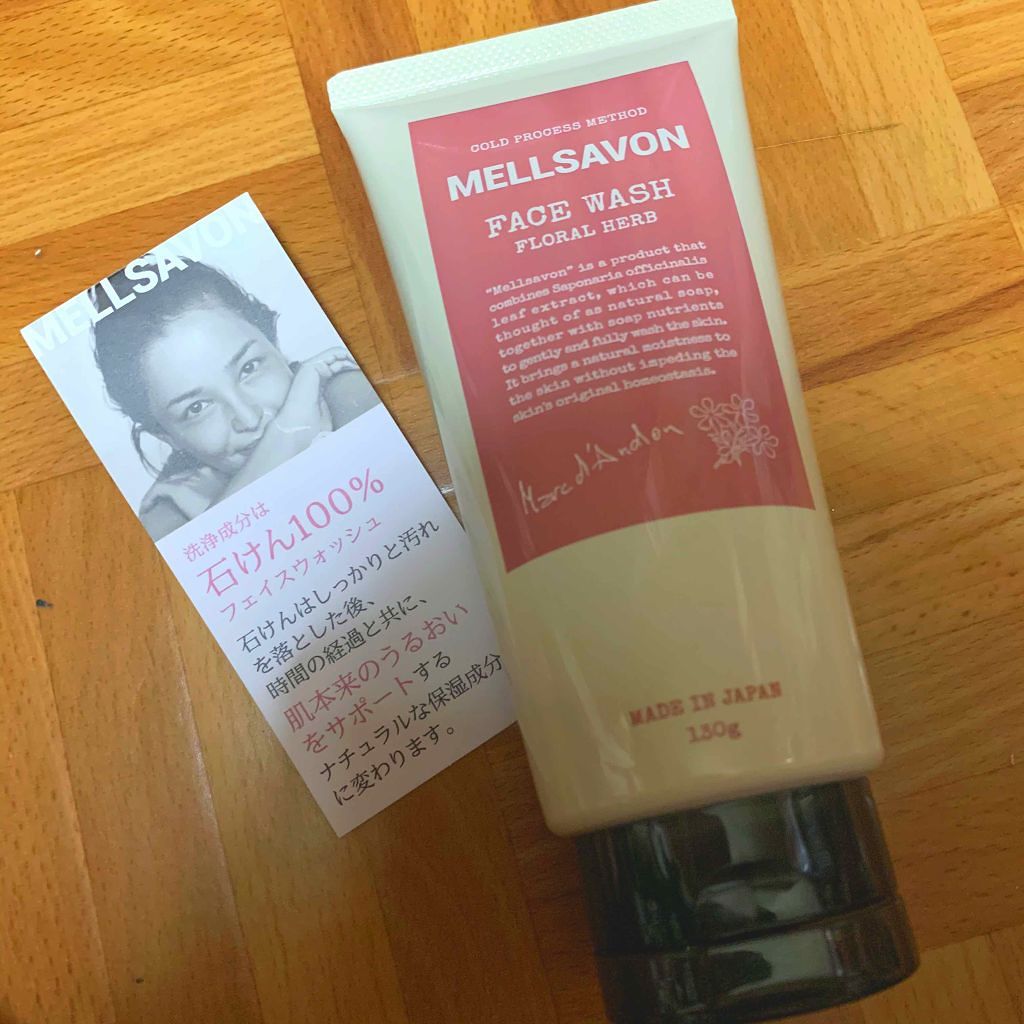 MELLSAVON
洗浄成分は
石けん100%
フェイスウォッシュ
石けんはしっかりと汚れ
を落とした後、
時間の経過と共に、
肌本来のうるおい
をサポートする
ナチュラルな保湿成分
に変わります。
COLD PROCESS METHOD
MELLSAVON
FACE WASH
FLORAL HERB
"Mellsavon" is a product that
combines Saponaria officinalis
leaf extract, which can be
thought of as natural soap,
together with soap nutrients
to gently and fully wash the skin.
It brings a natural moistness to
the skin without impeding the
skin's original homeostasis.
Marc d'Andon
MADE IN JAPAN
130g